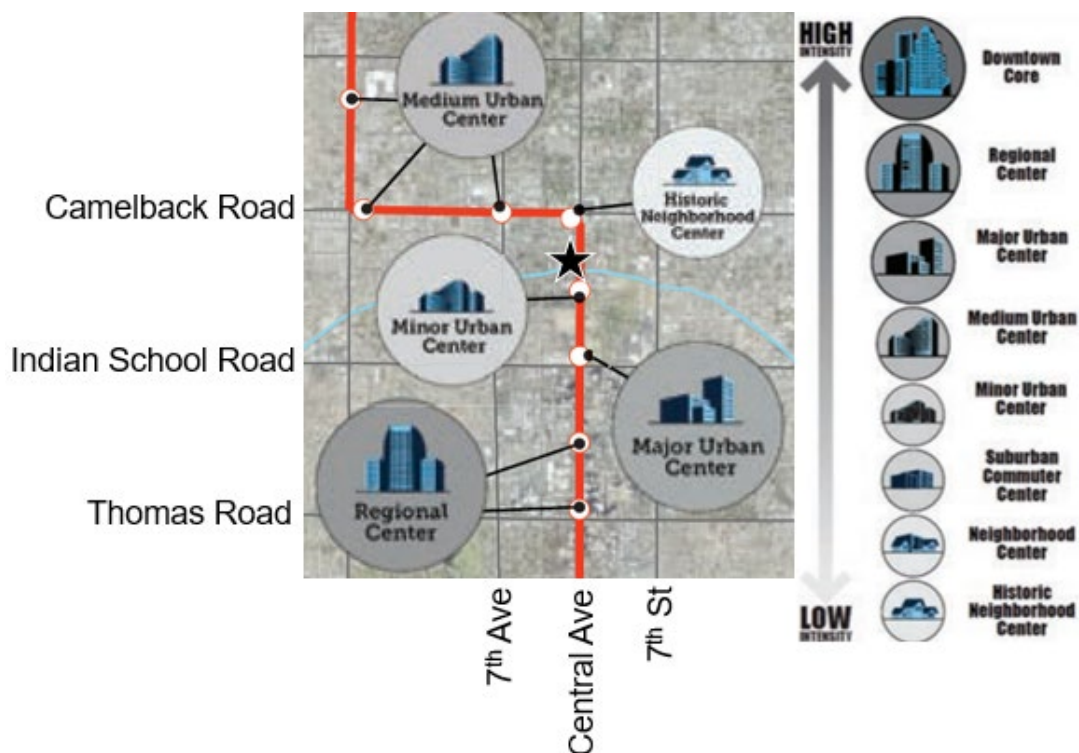 Medium Urban
Center
Camelback Road
Historic
Neighborhood
Center
Minor Urban
Center
Indian School Road
Major Urban
Center
Regional
Center
Thomas Road
7th Ave
Central Ave
7th St
HIGH
INTENSITY
Downtown
Core
Regional
Center
Major Urban
Center
Medium Urban
Center
Minor Urban
Center
Suburban
Commuter
Center
Neighborhood
Center
Historic
Neighborhood
Center
LOW
INTENSITY